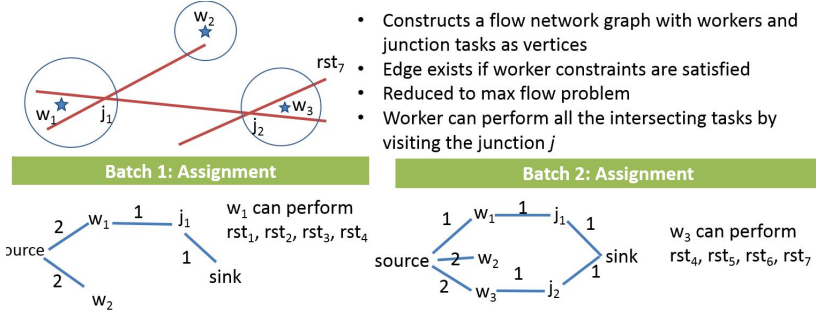 w2
rst7
w1
j1
w3
j2
• Constructs a flow network graph with workers and
junction tasks as vertices
• Edge exists if worker constraints are satisfied
• Reduced to max flow problem
• Worker can perform all the intersecting tasks by
visiting the junction j
Batch 1: Assignment
2
w1
1
j1
ource
2
w2
1
sink
w1 can perform
rst1, rst2, rst3, rst4
Batch 2: Assignment
1
w1
1
j1
1
source
2
w2
sink
2
w3
1
j2
1
w3 can perform
rst4, rst5, rst6, rst7